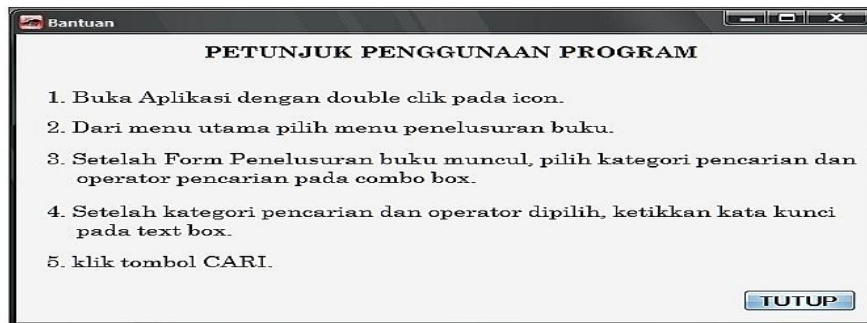 Bantuan
PETUNJUK PENGGUNAAN PROGRAM
1. Buka Aplikasi dengan double clik pada icon.
2. Dari menu utama pilih menu penelusuran buku.
3. Setelah Form Penelusuran buku muncul, pilih kategori pencarian dan
operator pencarian pada combo box.
4. Setelah kategori pencarian dan operator dipilih, ketikkan kata kunci
pada text box.
5. klik tombol CARI.
TUTUP